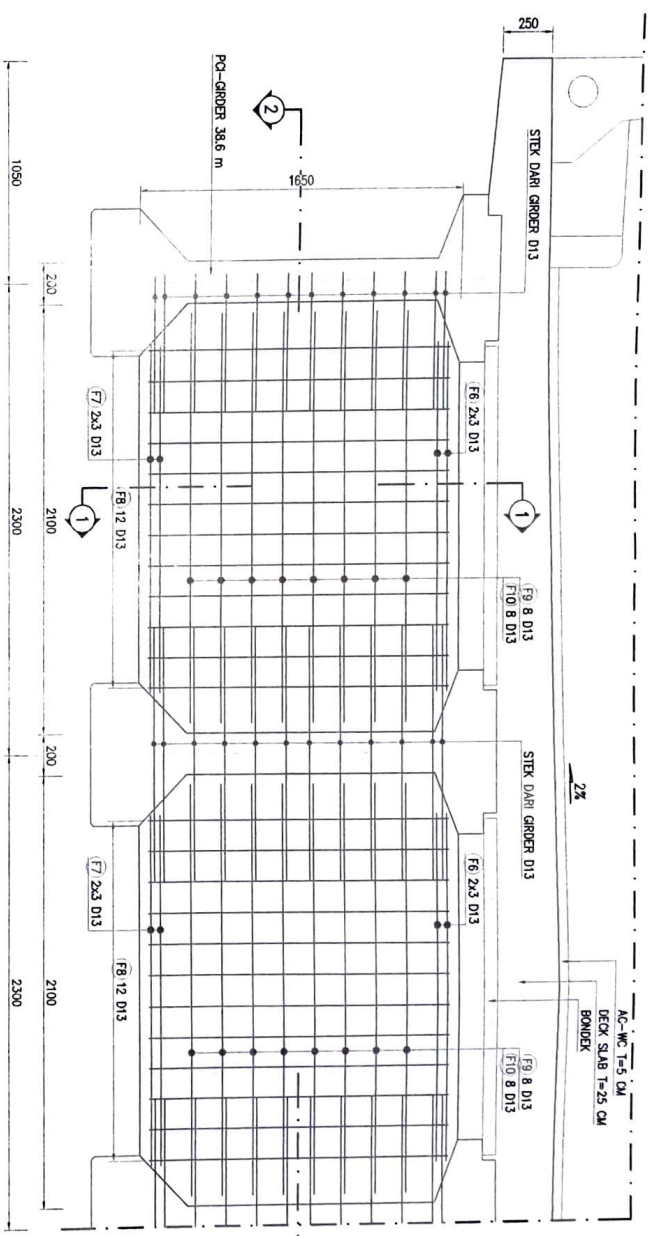 AC-WC T=5 CM
DECK SLAB T=25 CM
BONDEK
2%
250
STEK DARI GIRDER D13
STEK DARI GIRDER D13
F9 8 D13
F10 8 D13
F9 8 D13
F10 8 D13
1
F6 2x3 D13
F6 2x3 D13
1650
2
PCI-GIRDER 38.6 m
F7 2x3 D13
F8 12 D13
1
F7 2x3 D13
F8 12 D13
200
2100
200
2100
1050
2300
2300